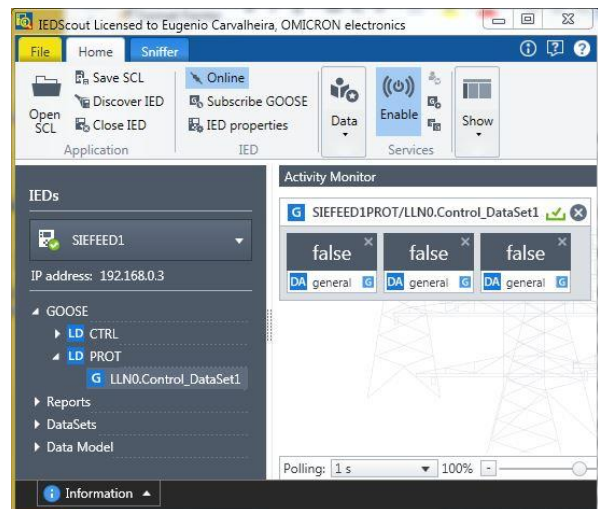 IEDScout Licensed to Eugenio Carvalheira, OMICRON electronics
File
Home
Sniffer
Open SCL
Save SCL
Discover IED
Close IED
Application
Online
Subscribe GOOSE
IED properties
IED
Data
Enable
Services
Show
IEDs
SIEFEED1
IP address: 192.168.0.3
GOOSE
LD CTRL
LD PROT
G LLN0.Control_DataSet1
Reports
DataSets
Data Model
Activity Monitor
G SIEFEED1PROT/LLN0.Control_DataSet1
false
DA general G
false
DA general G
false
DA general G
Polling: 1 s 100% -
Information